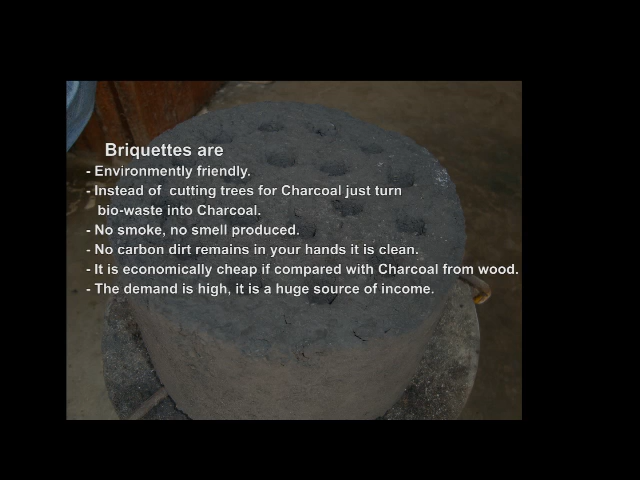 Briquettes are
- Environmently friendly.
- Instead of  cutting trees for Charcoal just turn
bio-waste into Charcoal.
- No smoke, no smell produced.
- No carbon dirt remains in your hands it is clean.
- It is economically cheap if compared with Charcoal from wood.
- The demand is high, it is a huge source of income.